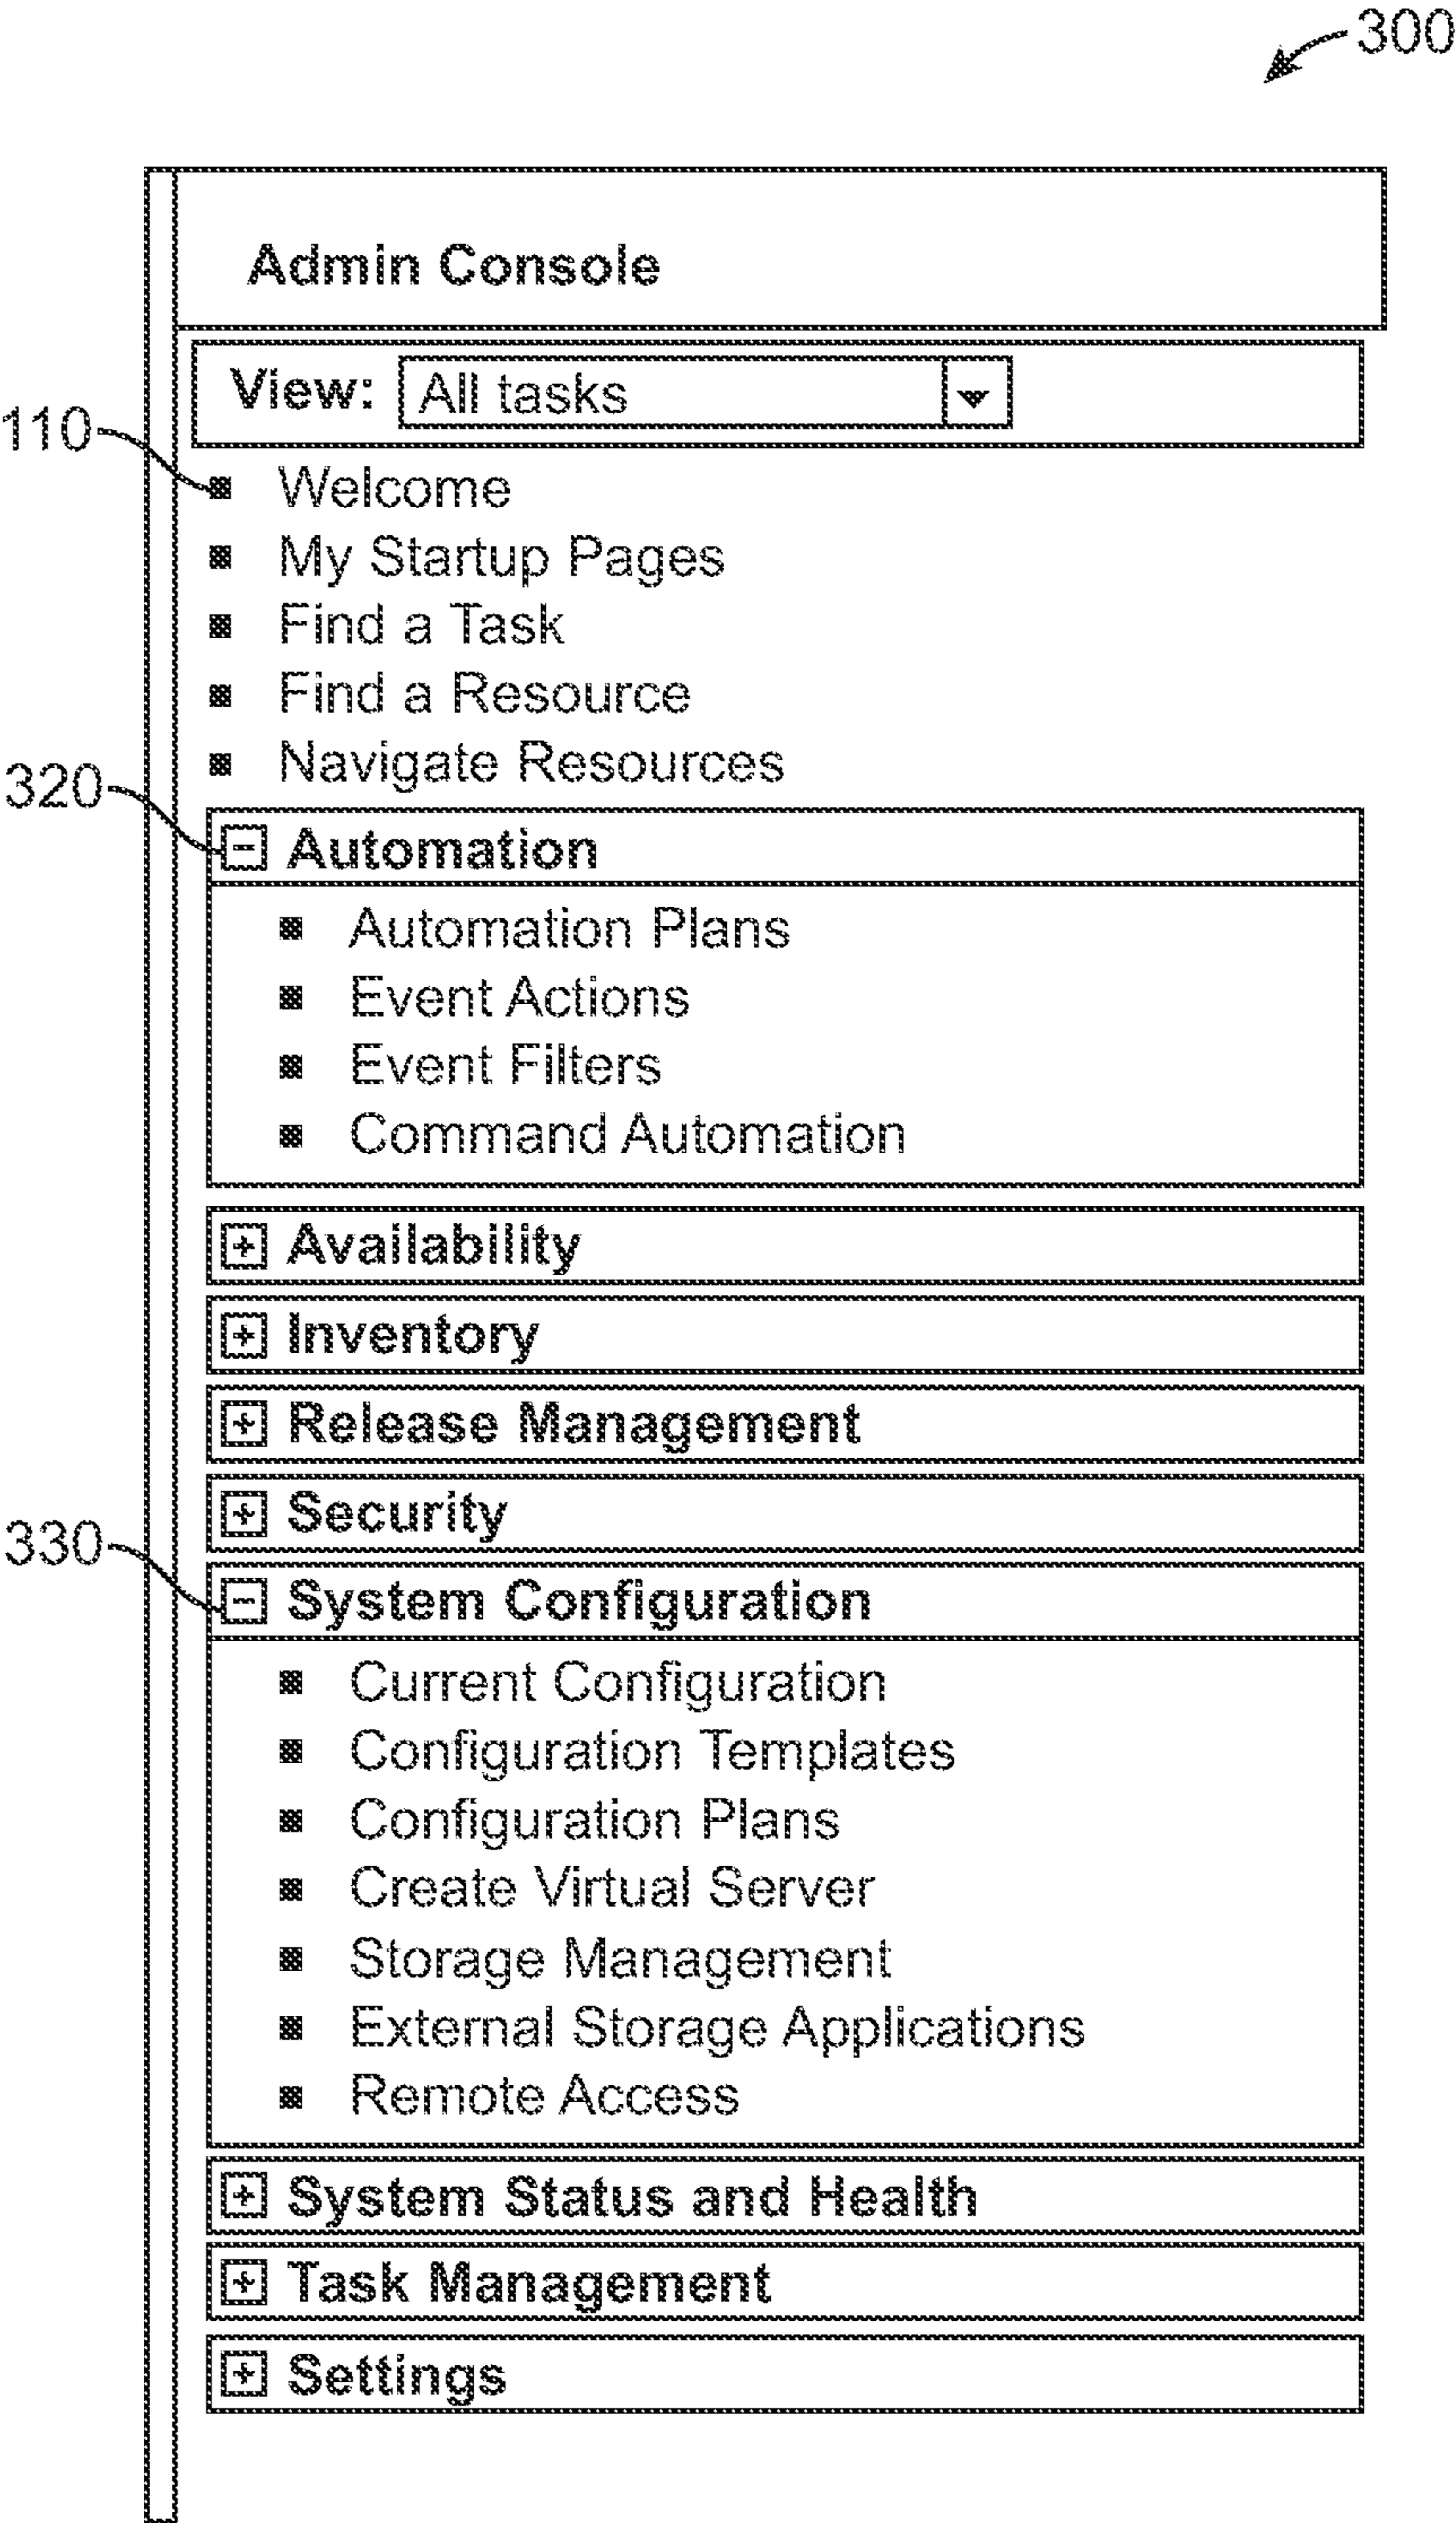 300
Admin Console
View: All tasks
110
Welcome
My Startup Pages
Find a Task
Find a Resource
Navigate Resources
320
Automation
Automation Plans
Event Actions
Event Filters
Command Automation
Availability
Inventory
Release Management
Security
330
System Configuration
Current Configuration
Configuration Templates
Configuration Plans
Create Virtual Server
Storage Management
External Storage Applications
Remote Access
System Status and Health
Task Management
Settings